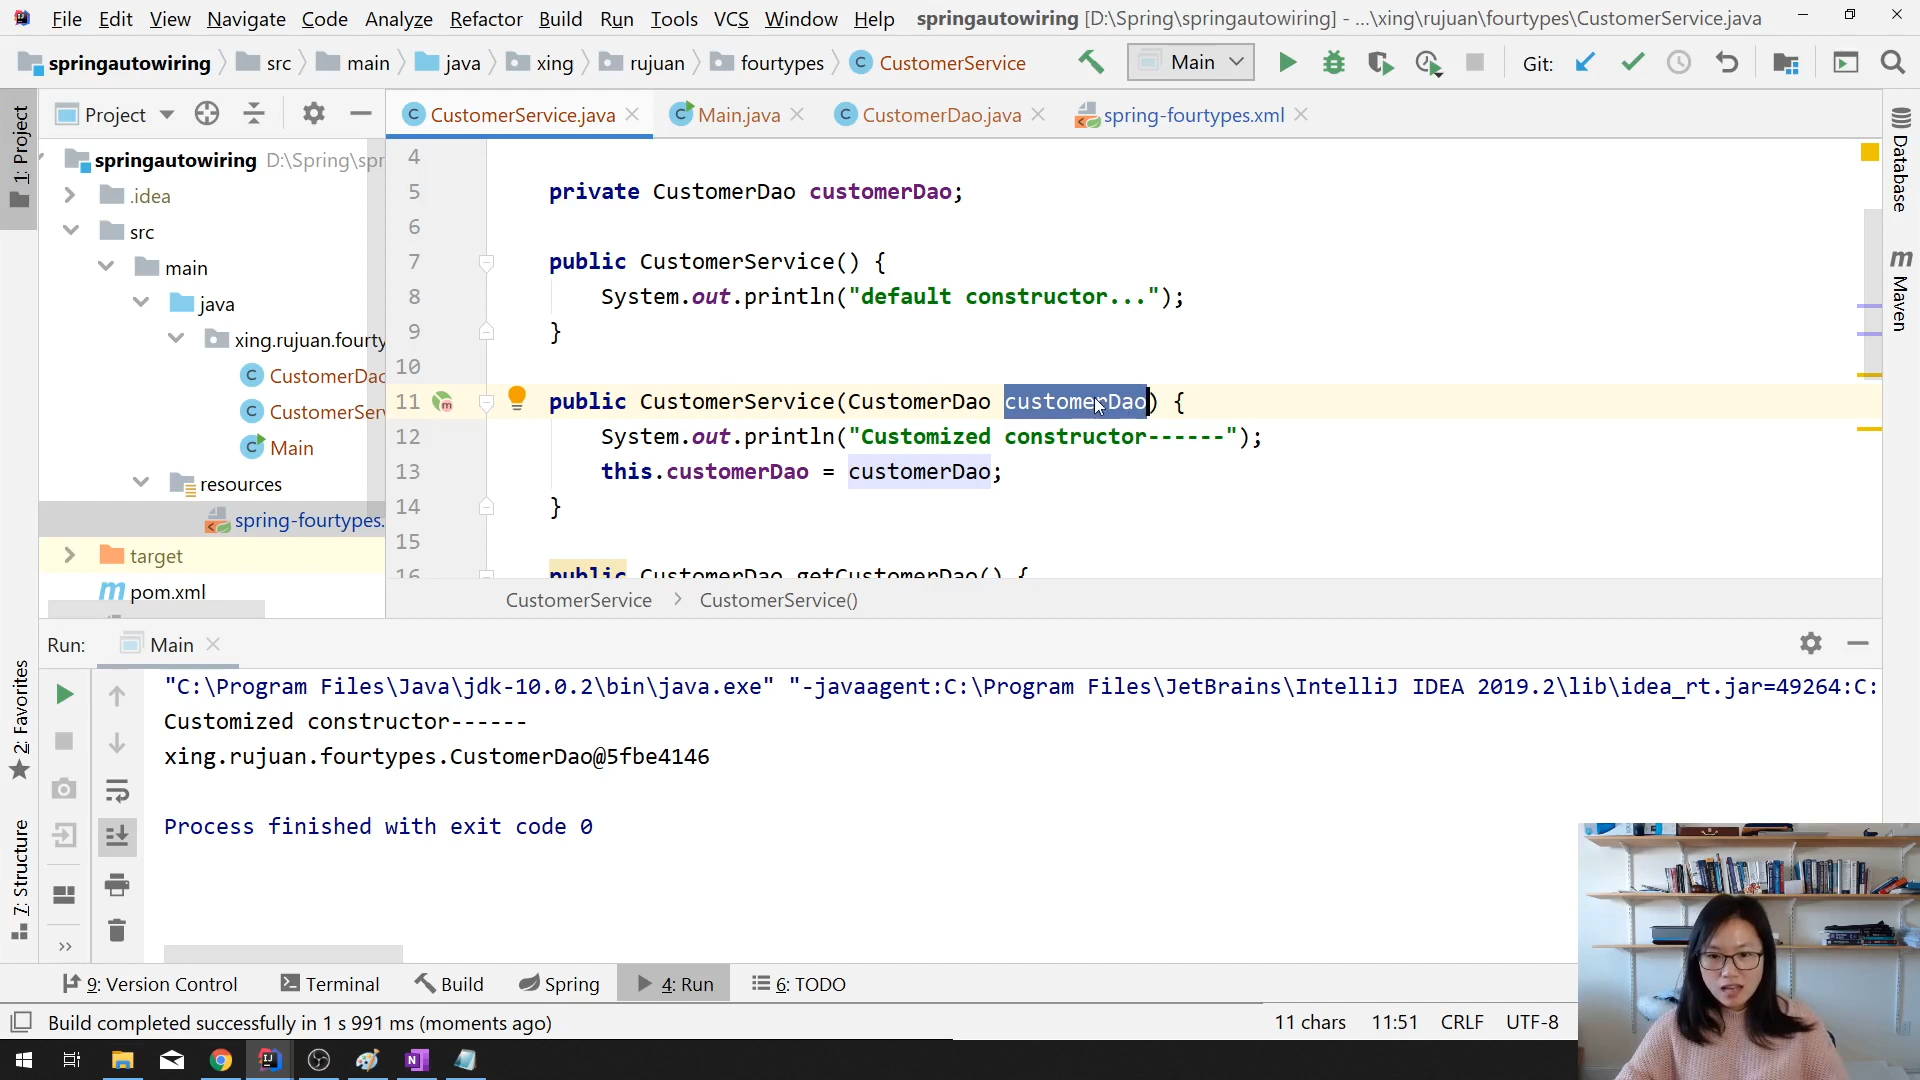 File Edit View Navigate Code Analyze Refactor Build Run Tools VCS Window Help springautowiring [D:\Spring\springautowiring] - ...\xing\rujuan\fourtypes\CustomerService.java
springautowiring src main java xing rujuan fourtypes CustomerService Main Git:
Project CustomerService.java Main.java CustomerDao.java spring-fourtypes.xml
1: Project
Database
Maven
springautowiring D:\Spring\spr
.idea
src
main
java
xing.rujuan.fourty
CustomerDao
CustomerSer
Main
resources
spring-fourtypes.
target
pom.xml
4
5 private CustomerDao customerDao;
6
7 public CustomerService() {
8 System.out.println("default constructor...");
9 }
10
11 public CustomerService(CustomerDao customerDao) {
12 System.out.println("Customized constructor------");
13 this.customerDao = customerDao;
14 }
15
16 public CustomerDao getCustomerDao() {
CustomerService > CustomerService()
Run: Main
2: Favorites
7: Structure
"C:\Program Files\Java\jdk-10.0.2\bin\java.exe" "-javaagent:C:\Program Files\JetBrains\IntelliJ IDEA 2019.2\lib\idea_rt.jar=49264:C:
Customized constructor------
xing.rujuan.fourtypes.CustomerDao@5fbe4146
Process finished with exit code 0
9: Version Control Terminal Build Spring 4: Run 6: TODO
Build completed successfully in 1 s 991 ms (moments ago) 11 chars 11:51 CRLF UTF-8